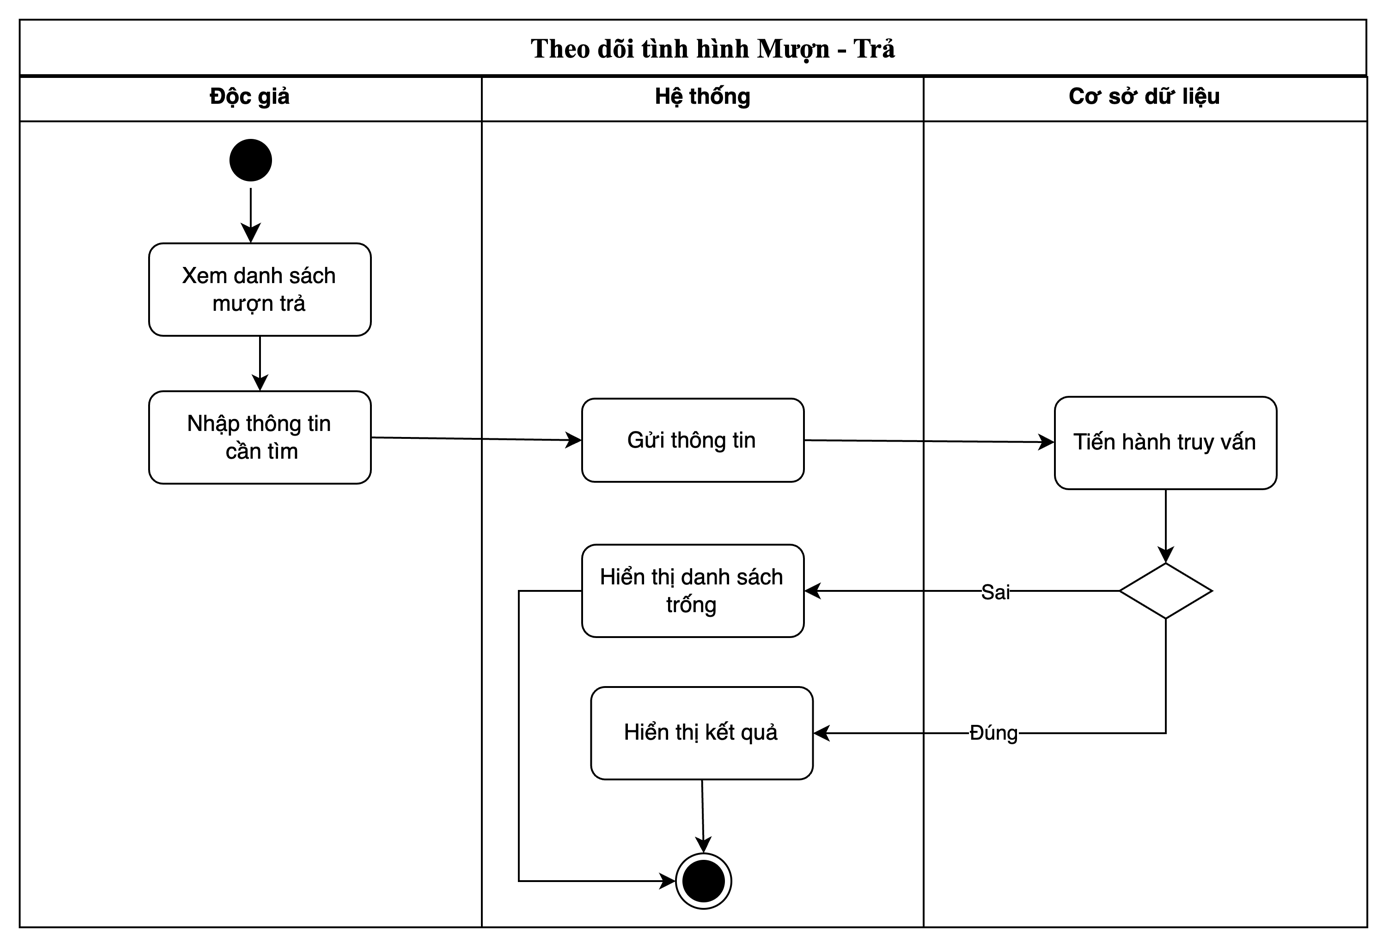 Theo dõi tình hình Mượn - Trả
Độc giả
Hệ thống
Cơ sở dữ liệu
Xem danh sách
mượn trả
Nhập thông tin
cần tìm
Gửi thông tin
Tiến hành truy vấn
Hiển thị danh sách
trống
Sai
Hiển thị kết quả
Đúng